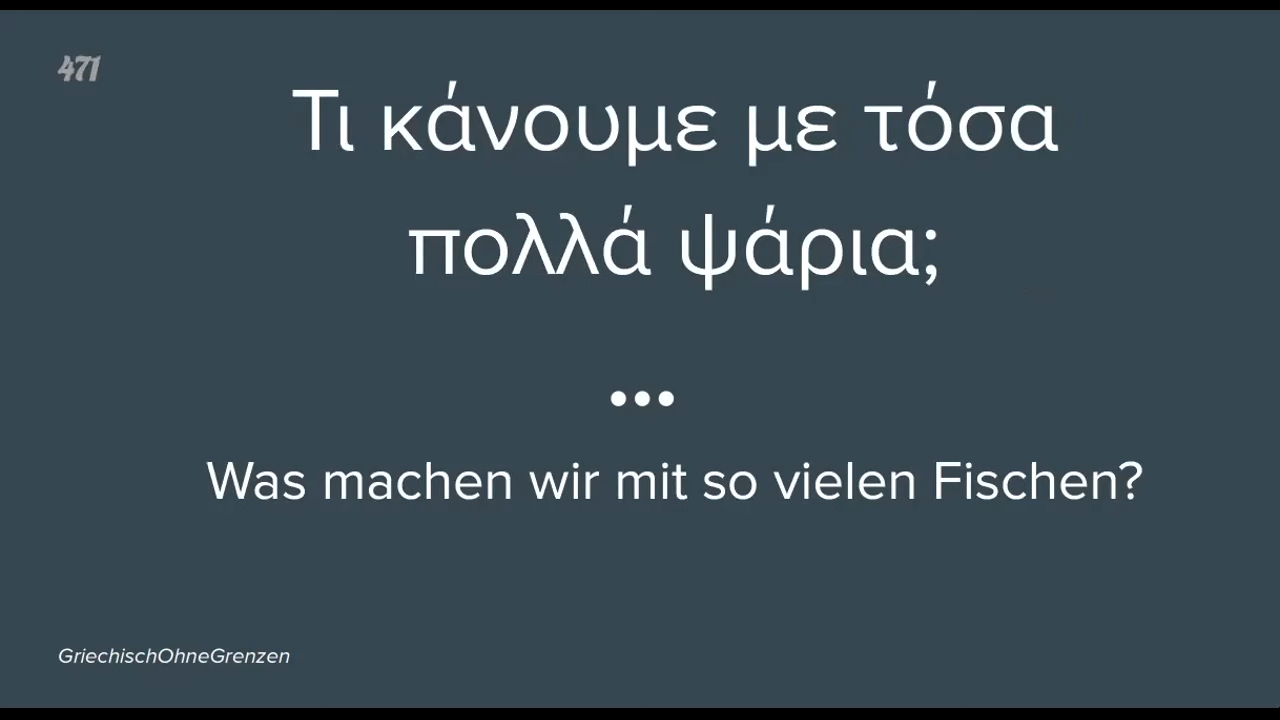 471
Τι κάνουμε με τόσα
πολλά ψάρια;
•••
Was machen wir mit so vielen Fischen?
GriechischOhneGrenzen